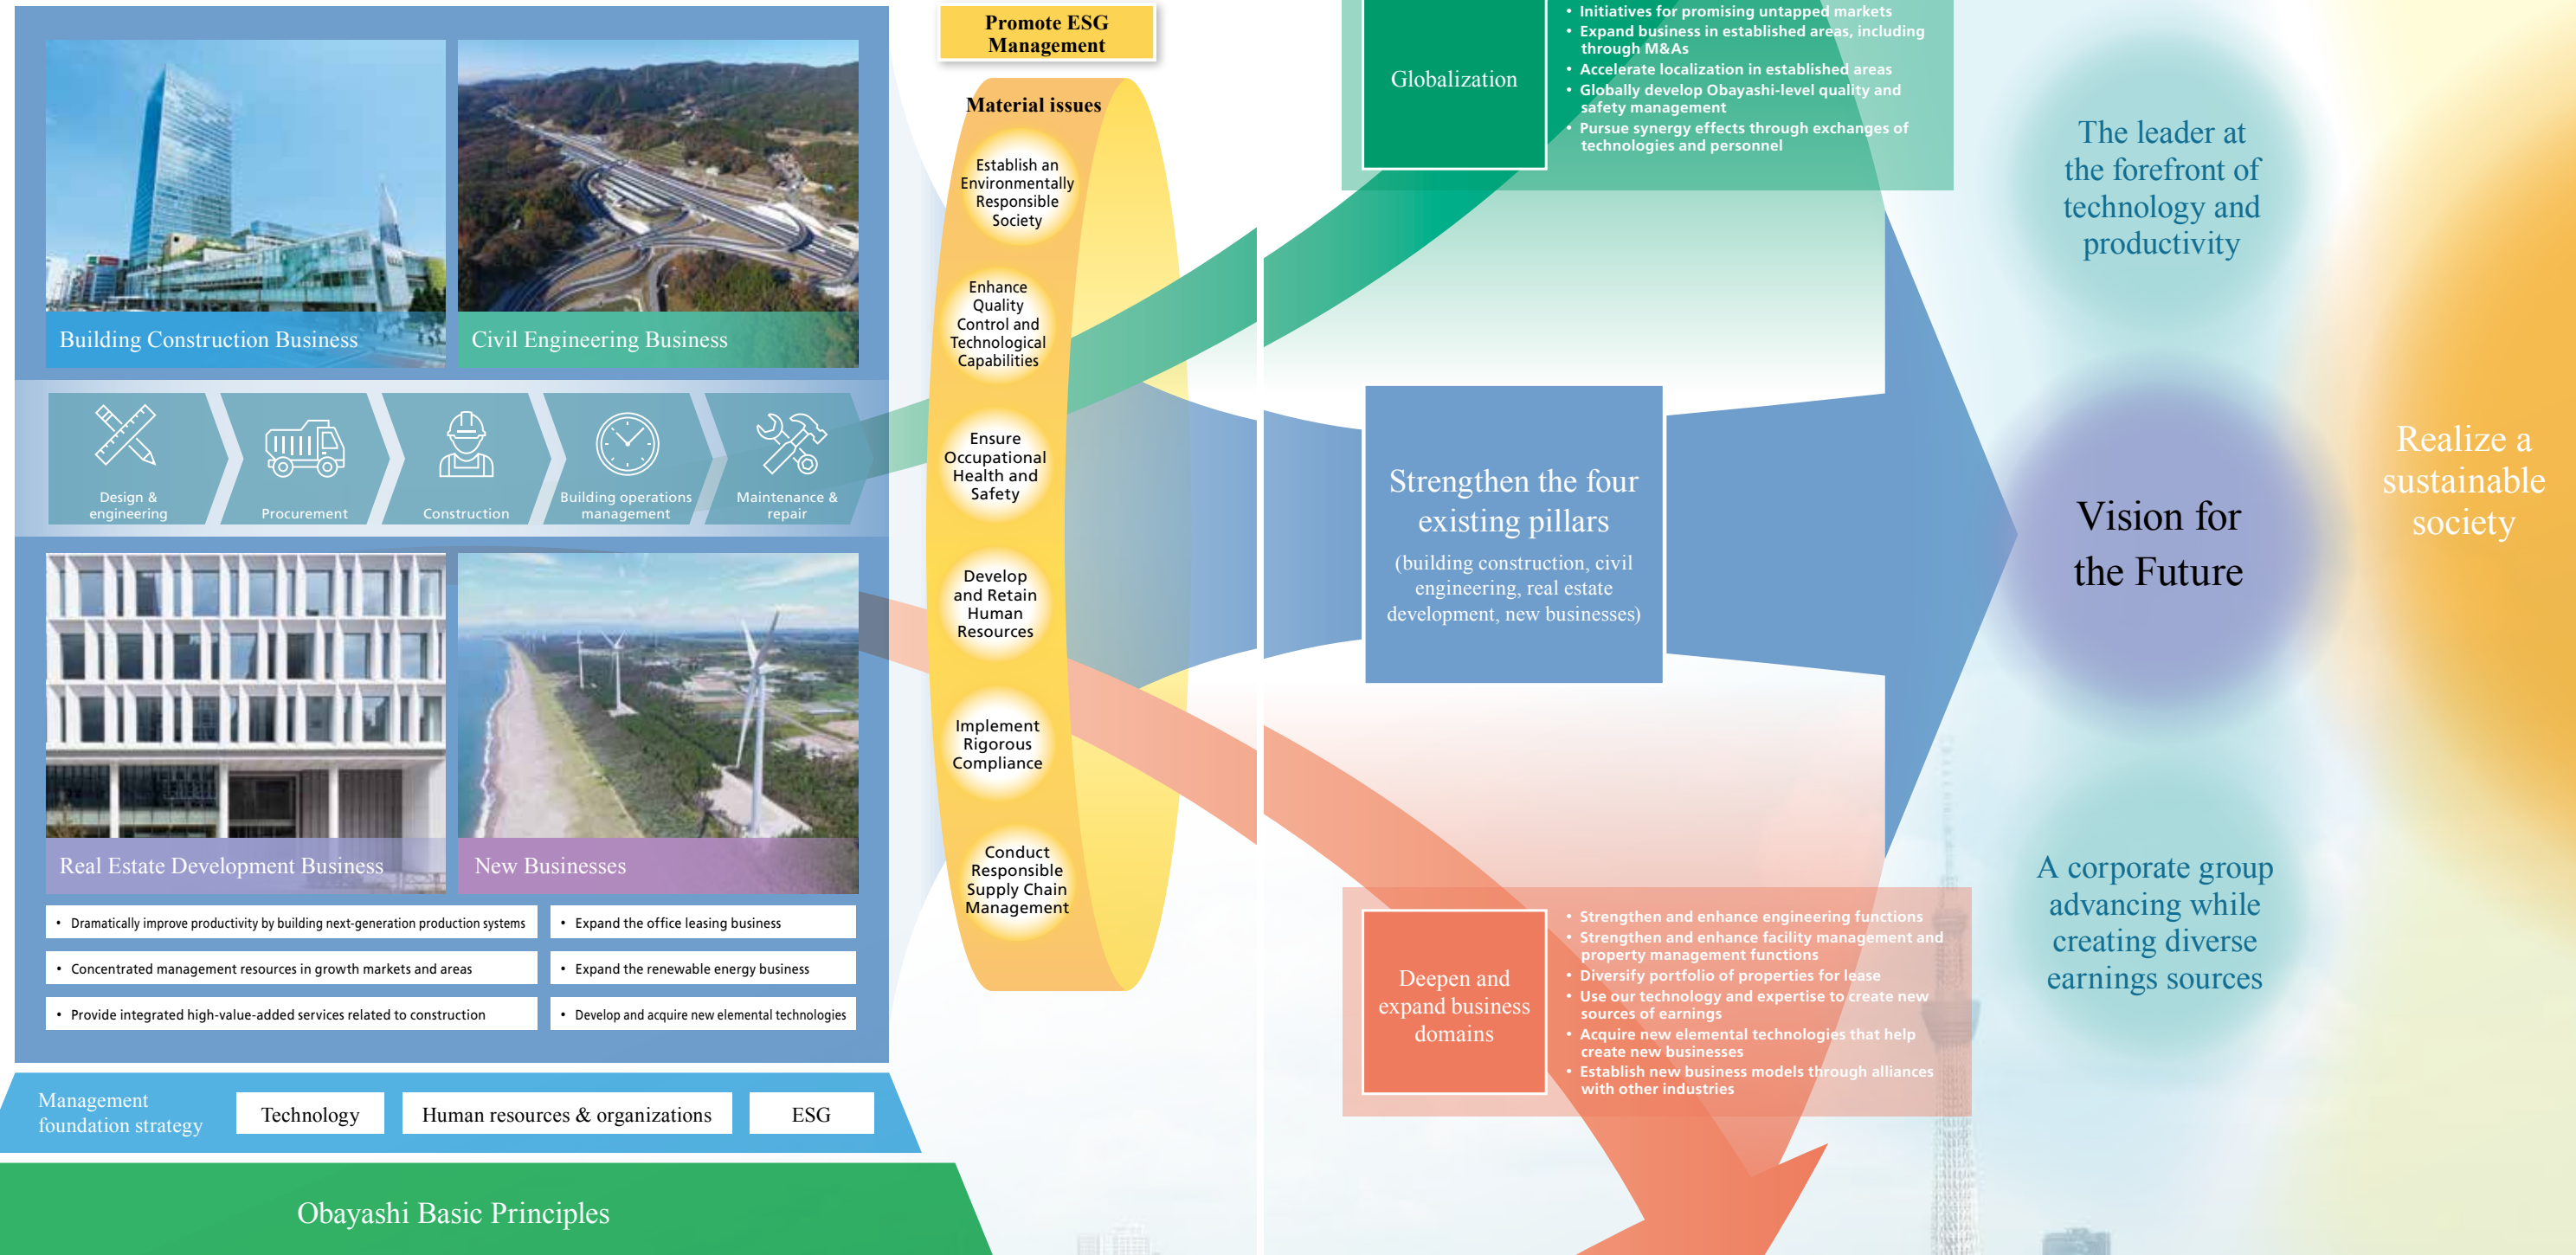 Building Construction Business
Civil Engineering Business
Design &
engineering
Procurement
Construction
Building operations
management
Maintenance &
repair
Real Estate Development Business
New Businesses
• Dramatically improve productivity by building next-generation production systems
• Concentrated management resources in growth markets and areas
• Provide integrated high-value-added services related to construction
• Expand the office leasing business
• Expand the renewable energy business
• Develop and acquire new elemental technologies
Management
foundation strategy
Technology
Human resources & organizations
ESG
Obayashi Basic Principles
Promote ESG
Management
Material issues
Establish an
Environmentally
Responsible
Society
Enhance
Quality
Control and
Technological
Capabilities
Ensure
Occupational
Health and
Safety
Develop
and Retain
Human
Resources
Implement
Rigorous
Compliance
Conduct
Responsible
Supply Chain
Management
Globalization
• Initiatives for promising untapped markets
• Expand business in established areas, including
through M&As
• Accelerate localization in established areas
• Globally develop Obayashi-level quality and
safety management
• Pursue synergy effects through exchanges of
technologies and personnel
Strengthen the four
existing pillars
(building construction, civil
engineering, real estate
development, new businesses)
Deepen and
expand business
domains
• Strengthen and enhance engineering functions
• Strengthen and enhance facility management and
property management functions
• Diversify portfolio of properties for lease
• Use our technology and expertise to create new
sources of earnings
• Acquire new elemental technologies that help
create new businesses
• Establish new business models through alliances
with other industries
The leader at
the forefront of
technology and
productivity
Vision for
the Future
A corporate group
advancing while
creating diverse
earnings sources
Realize a
sustainable
society